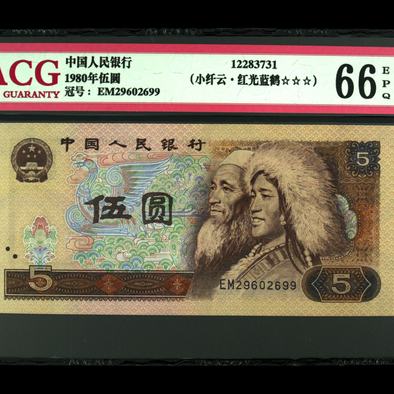 ACG
GUARANTY
中国人民银行
1980年伍圆
冠号: EM29602699
12283731
(小纤云·红光蓝鹤☆☆☆)
66
EPQ
中国人民银行
5
伍圆
5
EM29602699
5